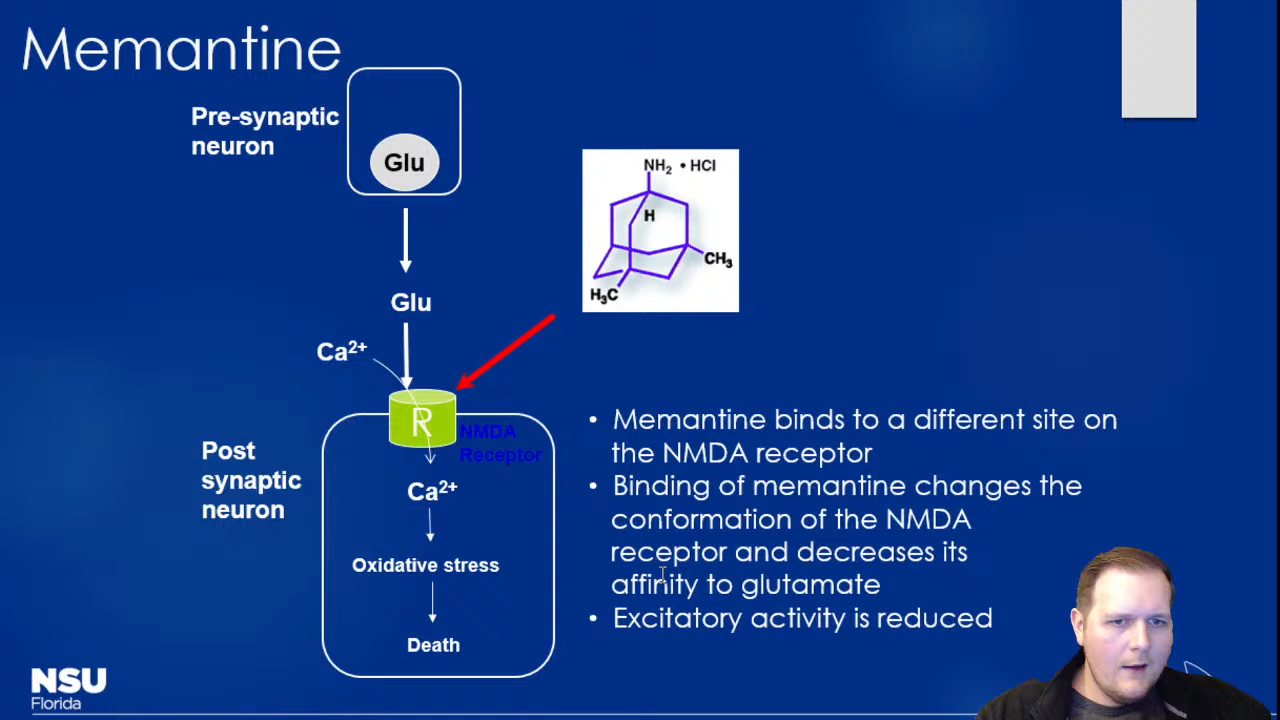 Memantine
Pre-synaptic
neuron
Glu
NH₂ • HCl
H
CH₃
H₃C
Glu
Ca²⁺
R
NMDA
Receptor
Post
synaptic
neuron
Ca²⁺
Oxidative stress
Death
• Memantine binds to a different site on
the NMDA receptor
• Binding of memantine changes the
conformation of the NMDA
receptor and decreases its
affinity to glutamate
• Excitatory activity is reduced
NSU
Florida